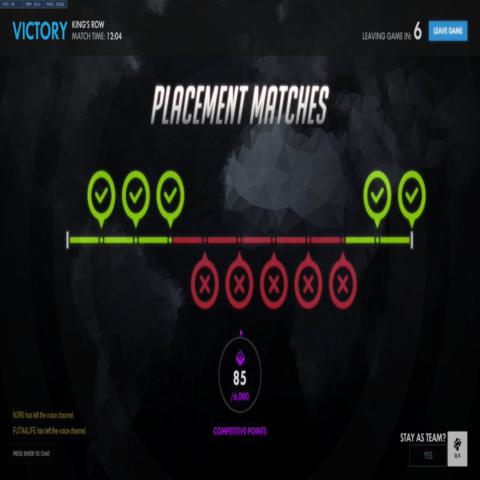 VICTORY
KING'S ROW
MATCH TIME: 12:04
LEAVING GAME IN: 6
LEAVE GAME
PLACEMENT MATCHES
85
/6,000
COMPETITIVE POINTS
has left the voice channel.
FUTA4LIFE has left the voice channel.
PRESS ENTER TO CHAT
STAY AS TEAM?
YES